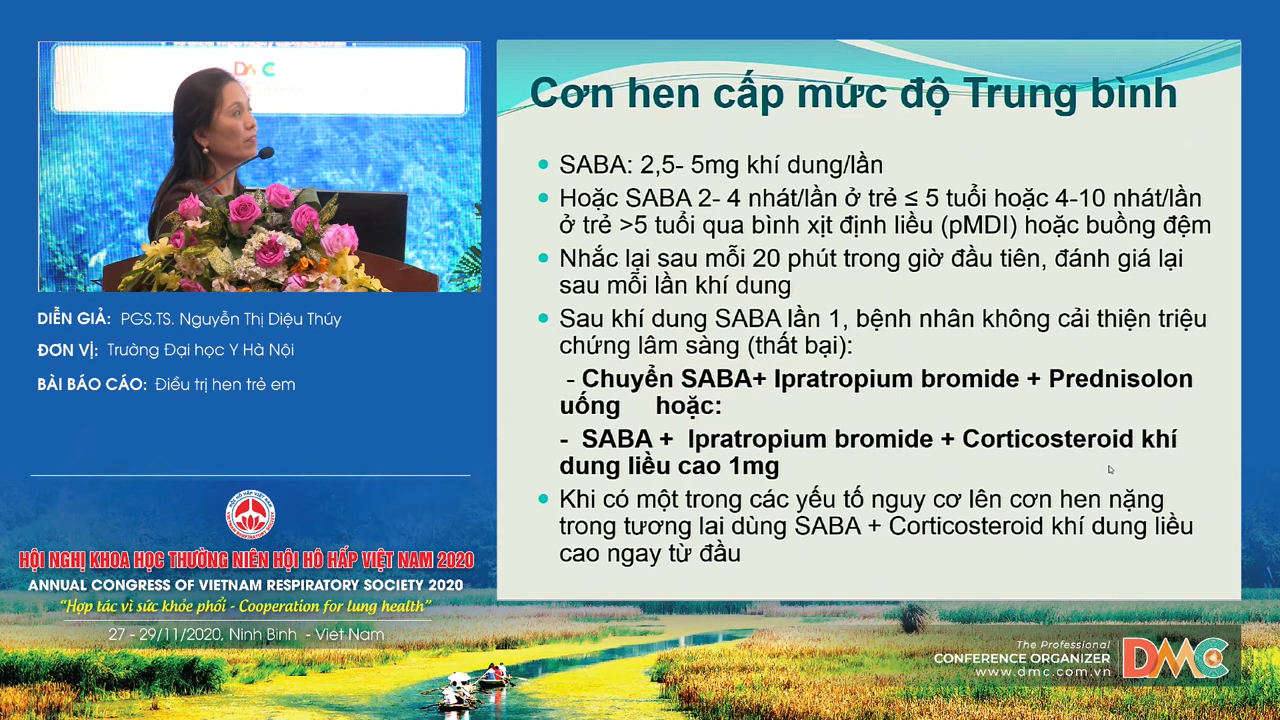 DMC
DIỄN GIẢ: PGS.TS. Nguyễn Thị Diệu Thúy
ĐƠN VỊ: Trường Đại học Y Hà Nội
BÀI BÁO CÁO: Điều trị hen trẻ em
HỘI NGHỊ KHOA HỌC THƯỜNG NIÊN HỘI HÔ HẤP VIỆT NAM 2020
ANNUAL CONGRESS OF VIETNAM RESPIRATORY SOCIETY 2020
“Hợp tác vì sức khỏe phổi - Cooperation for lung health”
27 - 29/11/2020, Ninh Bình - Việt Nam
Cơn hen cấp mức độ Trung bình
• SABA: 2,5- 5mg khí dung/lần
• Hoặc SABA 2- 4 nhát/lần ở trẻ ≤ 5 tuổi hoặc 4-10 nhát/lần
ở trẻ >5 tuổi qua bình xịt định liều (pMDI) hoặc buồng đệm
• Nhắc lại sau mỗi 20 phút trong giờ đầu tiên, đánh giá lại
sau mỗi lần khí dung
• Sau khí dung SABA lần 1, bệnh nhân không cải thiện triệu
chứng lâm sàng (thất bại):
- Chuyển SABA+ Ipratropium bromide + Prednisolon
uống hoặc:
- SABA + Ipratropium bromide + Corticosteroid khí
dung liều cao 1mg
• Khi có một trong các yếu tố nguy cơ lên cơn hen nặng
trong tương lai dùng SABA + Corticosteroid khí dung liều
cao ngay từ đầu
The Professional
CONFERENCE ORGANIZER
www.dmc.com.vn
DMC